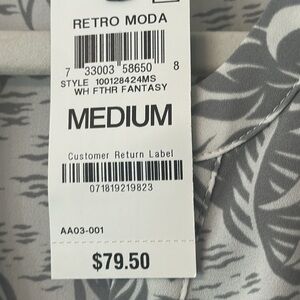 RETRO MODA
7 33003 58650 8
STYLE 100128424MS
WH FTHR FANTASY
MEDIUM
Customer Return Label
071819219823
AA03-001
$79.50